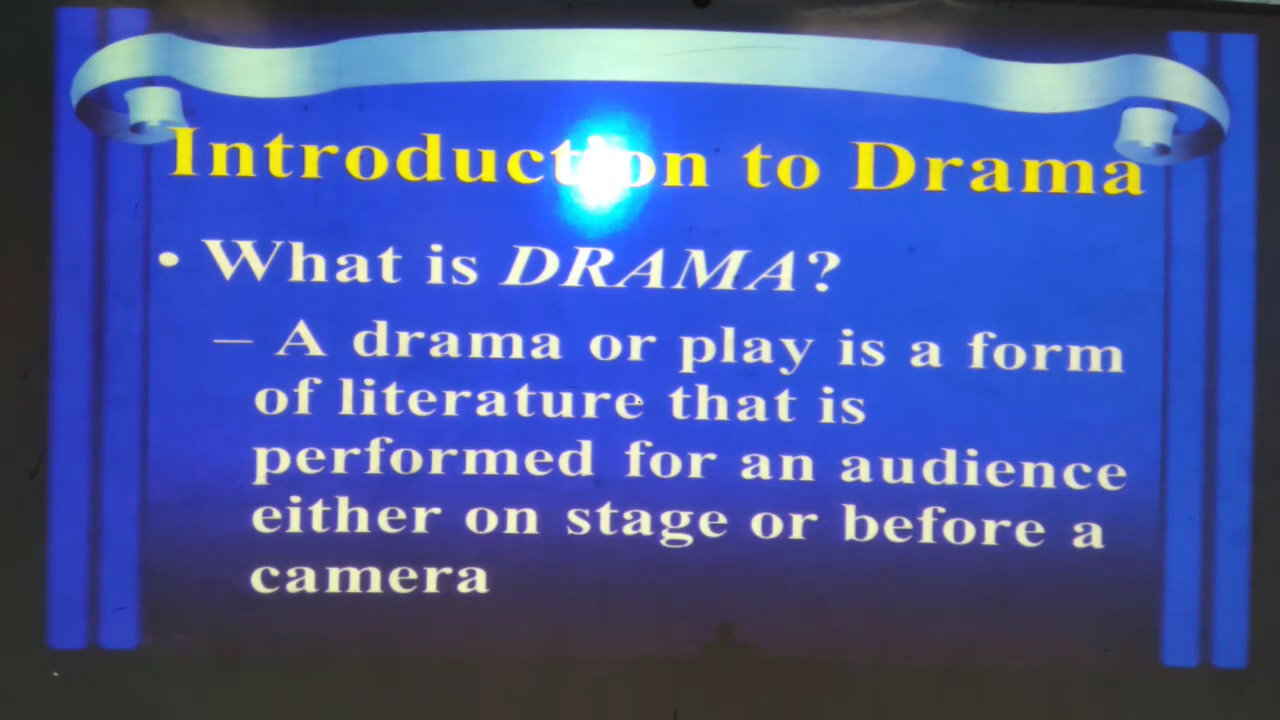 Introduction to Drama
• What is DRAMA?
– A drama or play is a form
of literature that is
performed for an audience
either on stage or before a
camera